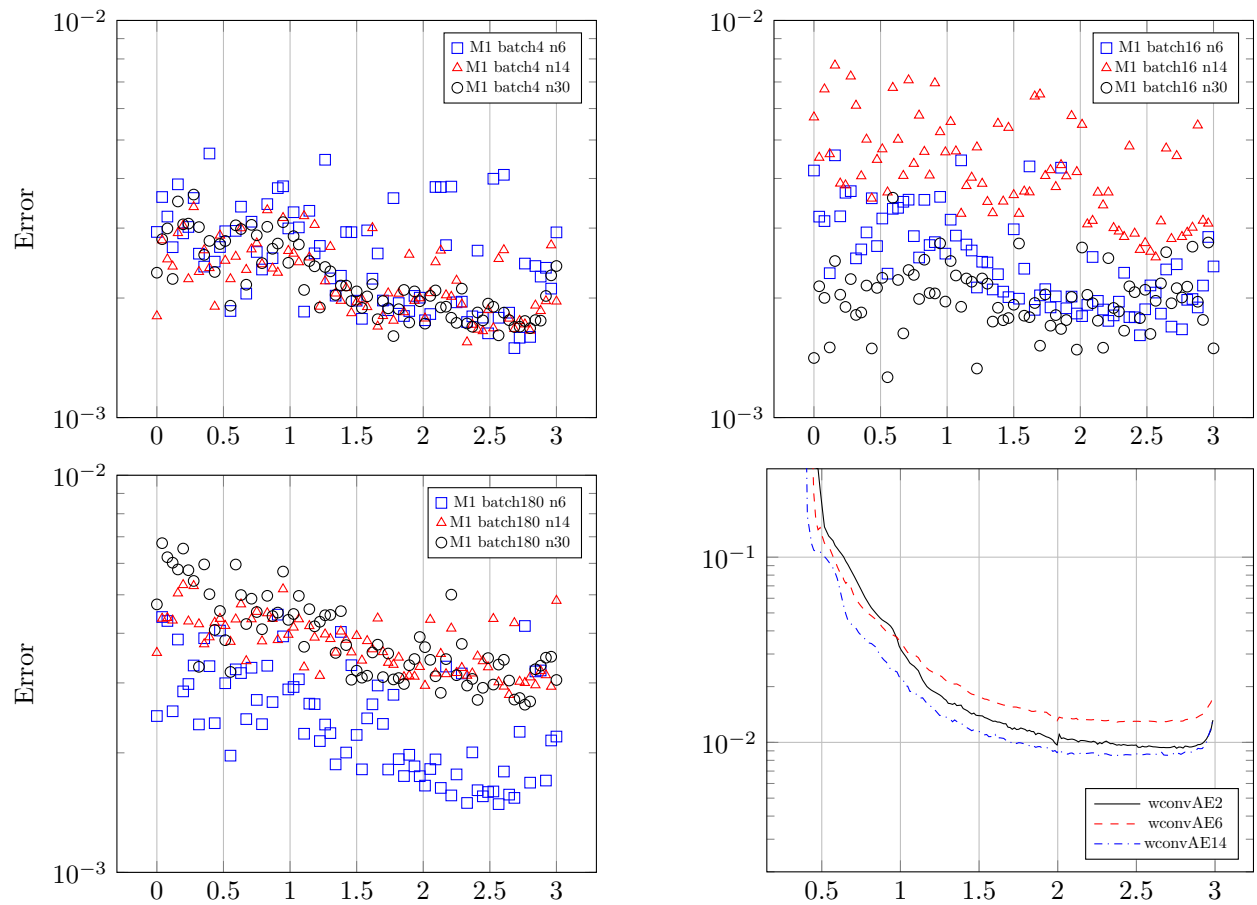 10⁻²
M1 batch4 n6
M1 batch4 n14
M1 batch4 n30
Error
10⁻³
0 0.5 1 1.5 2 2.5 3
10⁻²
M1 batch16 n6
M1 batch16 n14
M1 batch16 n30
10⁻³
0 0.5 1 1.5 2 2.5 3
10⁻²
M1 batch180 n6
M1 batch180 n14
M1 batch180 n30
Error
10⁻³
0 0.5 1 1.5 2 2.5 3
10⁻¹
10⁻²
wconvAE2
wconvAE6
wconvAE14
0.5 1 1.5 2 2.5 3